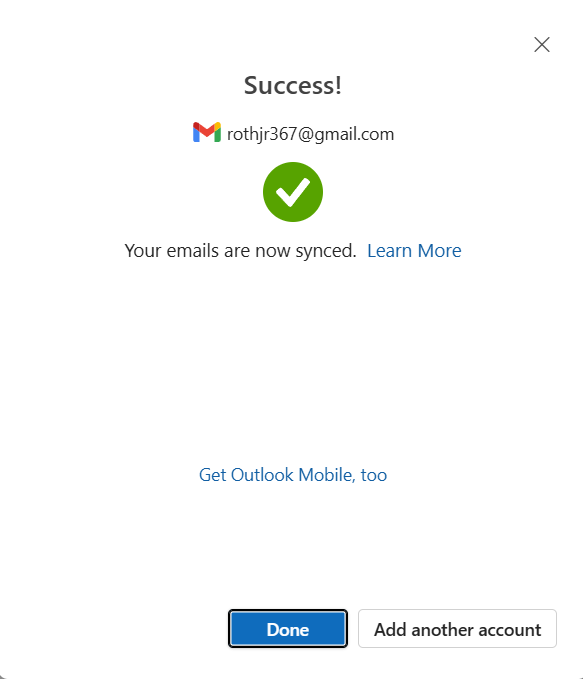 Success!
rothjr367@gmail.com
Your emails are now synced. Learn More
Get Outlook Mobile, too
Done
Add another account